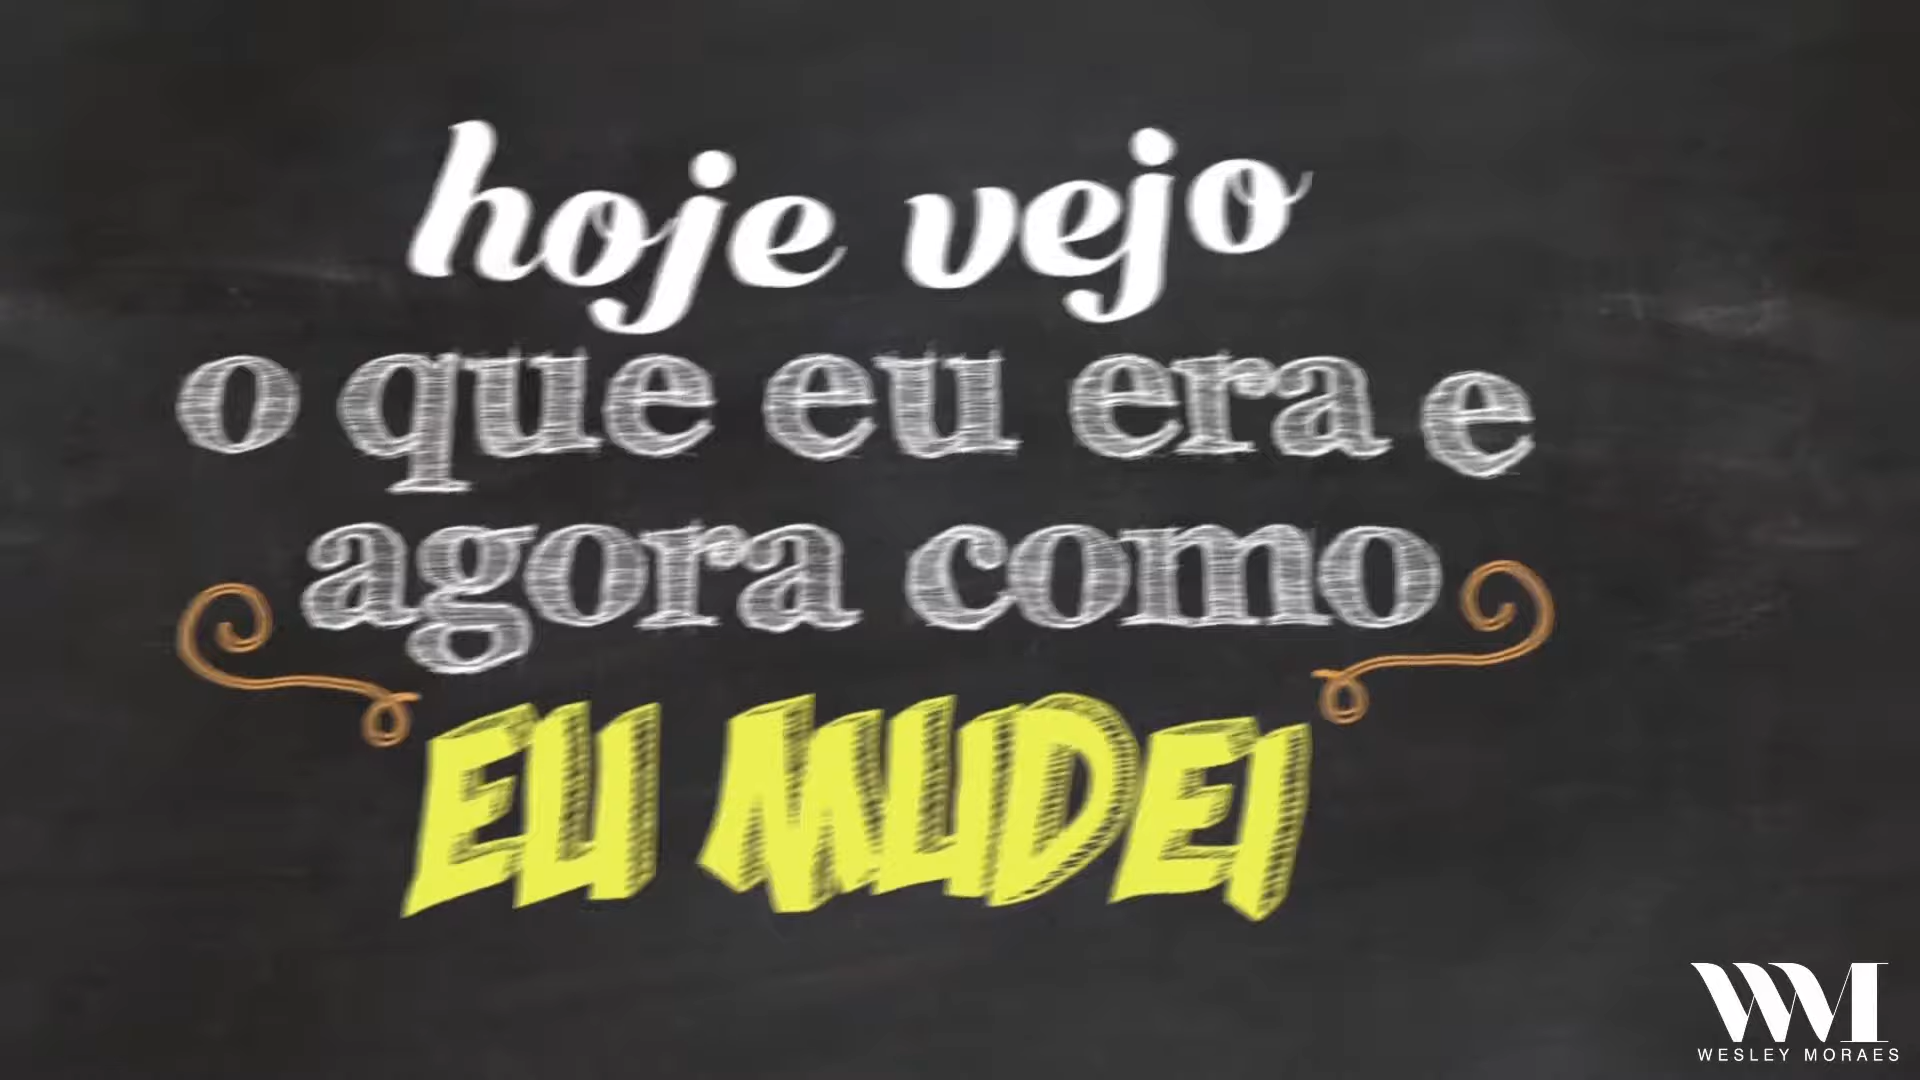 hoje vejo
o que eu era e
agora como
EU MUDEI
WM
WESLEY MORAES